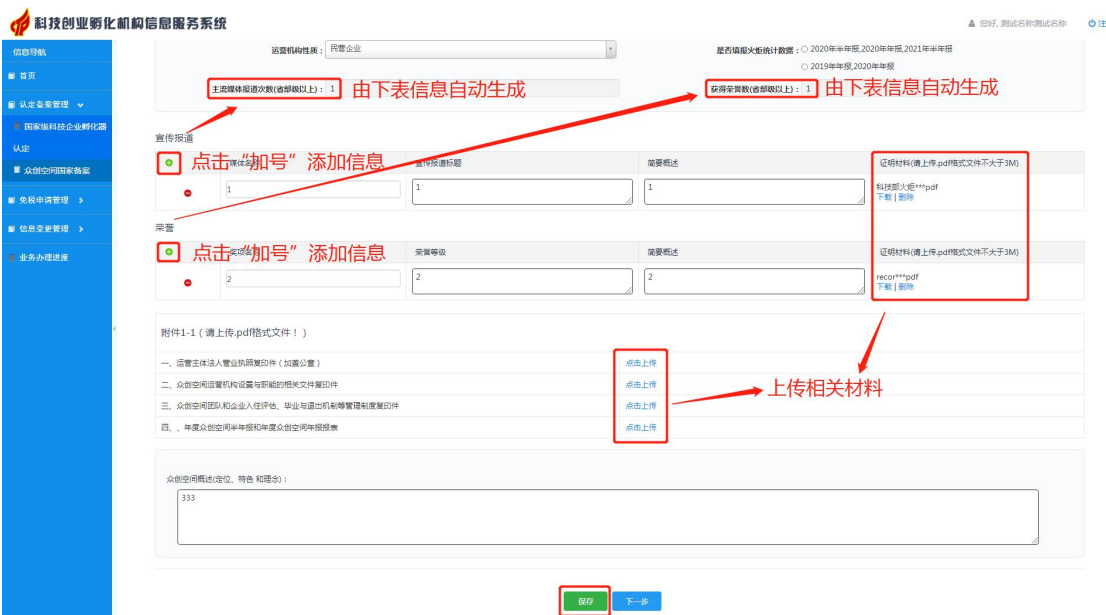 科技创业孵化机构信息服务系统
您好, 测试名称测试名称
注
信息导航
首页
认定备案管理
国家级科技企业孵化器认定
众创空间国家备案
免税申请管理
信息变更管理
业务办理进度
运营机构性质： 民营企业
是否填报火炬统计数据： 2020年半年报,2020年年报,2021年半年报
2019年年报,2020年年报
主流媒体报道次数(省部级以上)： 1 由下表信息自动生成
获得荣誉数(省部级以上)： 1 由下表信息自动生成
宣传报道
点击“加号”添加信息
宣传报道标题
简要概述
证明材料(请上传.pdf格式文件不大于3M)
1
1
1
科技部火炬***pdf
下载 | 删除
荣誉
点击“加号”添加信息
荣誉等级
简要概述
证明材料(请上传.pdf格式文件不大于3M)
2
2
2
recor***pdf
下载 | 删除
附件1-1 ( 请上传.pdf格式文件！)
一、运营主体法人营业执照复印件（加盖公章）
点击上传
二、众创空间运营机构设置与职能的相关文件复印件
点击上传
三、众创空间团队和企业入住评估、毕业与退出机制等管理制度复印件
点击上传
四、、年度众创空间半年报和年度众创空间年报报表
点击上传
上传相关材料
众创空间概述(定位、特色 和理念)：
333
保存
下一步